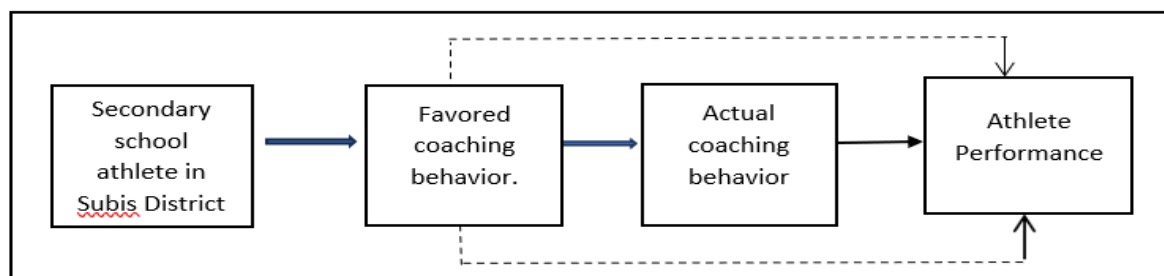 Secondary
school
athlete in
Subis District
Favored
coaching
behavior.
Actual
coaching
behavior
Athlete
Performance